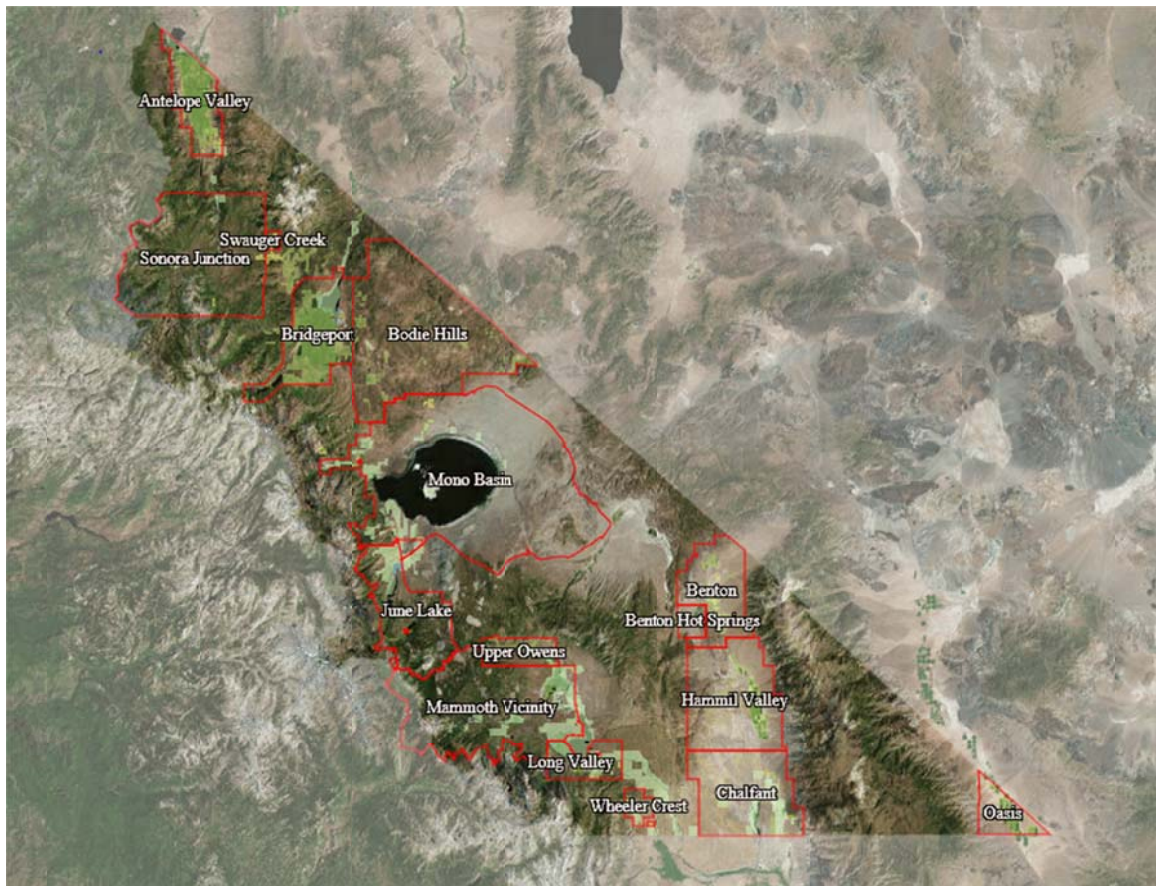 Antelope Valley
Swauger Creek
Sonora Junction
Bridgepor
Bodie Hills
Mono Basin
Benton
June Lake
Benton Hot Springs
Upper Owens
Hammil Valley
Mammoth Vicinity
Long Valley
Chalfant
Wheeler Crest
Oasis